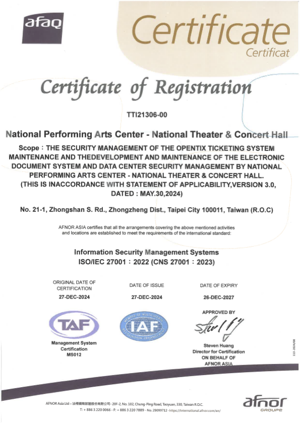 afaq
Certificate
Certificat
Certificate of Registration
TTI21306-00
National Performing Arts Center - National Theater & Concert Hall
Scope : THE SECURITY MANAGEMENT OF THE OPENTIX TICKETING SYSTEM
MAINTENANCE AND THEDEVELOPMENT AND MAINTENANCE OF THE ELECTRONIC
DOCUMENT SYSTEM AND DATA CENTER SECURITY MANAGEMENT BY NATIONAL
PERFORMING ARTS CENTER - NATIONAL THEATER & CONCERT HALL.
(THIS IS INACCORDANCE WITH STATEMENT OF APPLICABILITY,VERSION 3.0,
DATED : MAY.30,2024)
No. 21-1, Zhongshan S. Rd., Zhongzheng Dist., Taipei City 100011, Taiwan (R.O.C)
AFNOR ASIA certifies that all the arrangements covering the above mentioned activities
and locations are established to meet the requirements of the international standard:
Information Security Management Systems
ISO/IEC 27001 : 2022 (CNS 27001 : 2023)
ORIGINAL DATE OF
CERTIFICATION
27-DEC-2024
DATE OF ISSUE
27-DEC-2024
DATE OF EXPIRY
26-DEC-2027
TAF
Management System
Certification
MS012
IAF
APPROVED BY
Steven Huang
Director for Certification
ON BEHALF OF
AFNOR ASIA
afnor
GROUPE